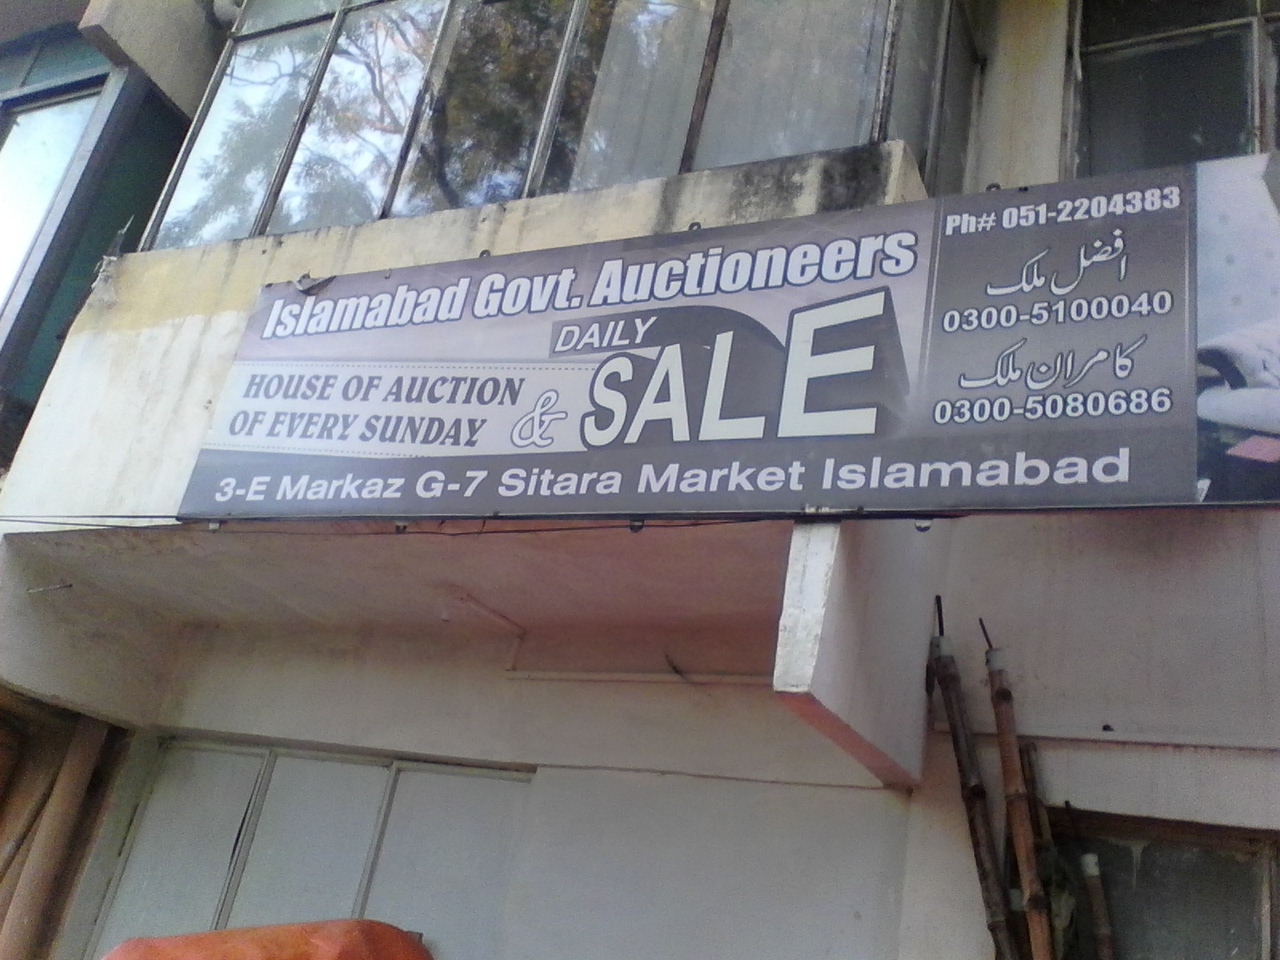 Islamabad Govt. Auctioneers
DAILY
SALE
HOUSE OF AUCTION
OF EVERY SUNDAY
&
3-E Markaz G-7 Sitara Market Islamabad
Ph# 051-2204383
افضل ملک
0300-5100040
کامران ملک
0300-5080686